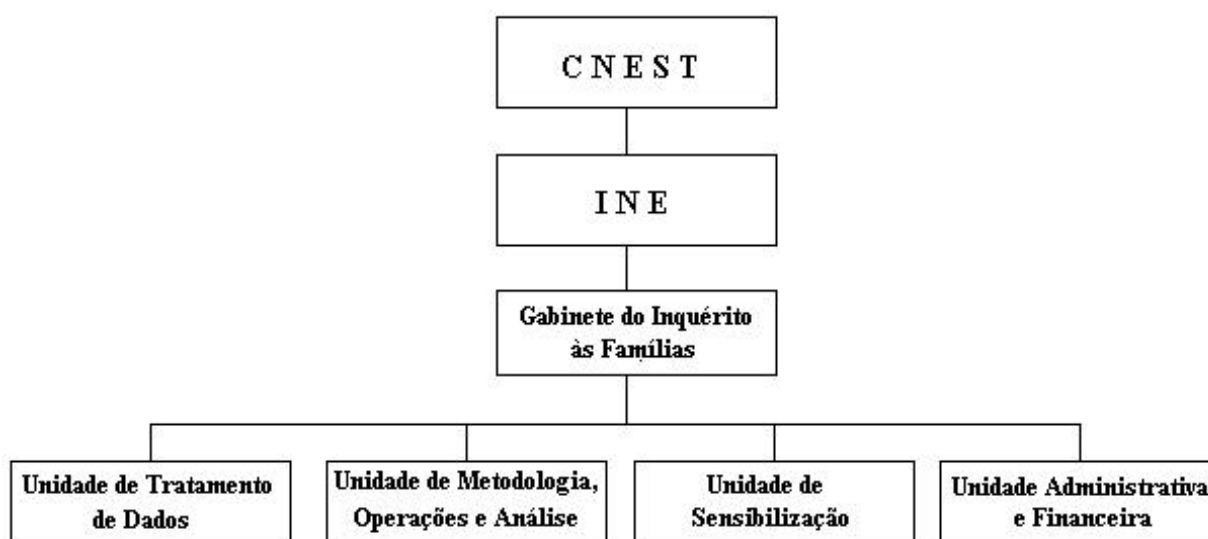 C N E S T
I N E
Gabinete do Inquérito
às Famílias
Unidade de Tratamento
de Dados
Unidade de Metodologia,
Operações e Análise
Unidade de
Sensibilização
Unidade Administrativa
e Financeira